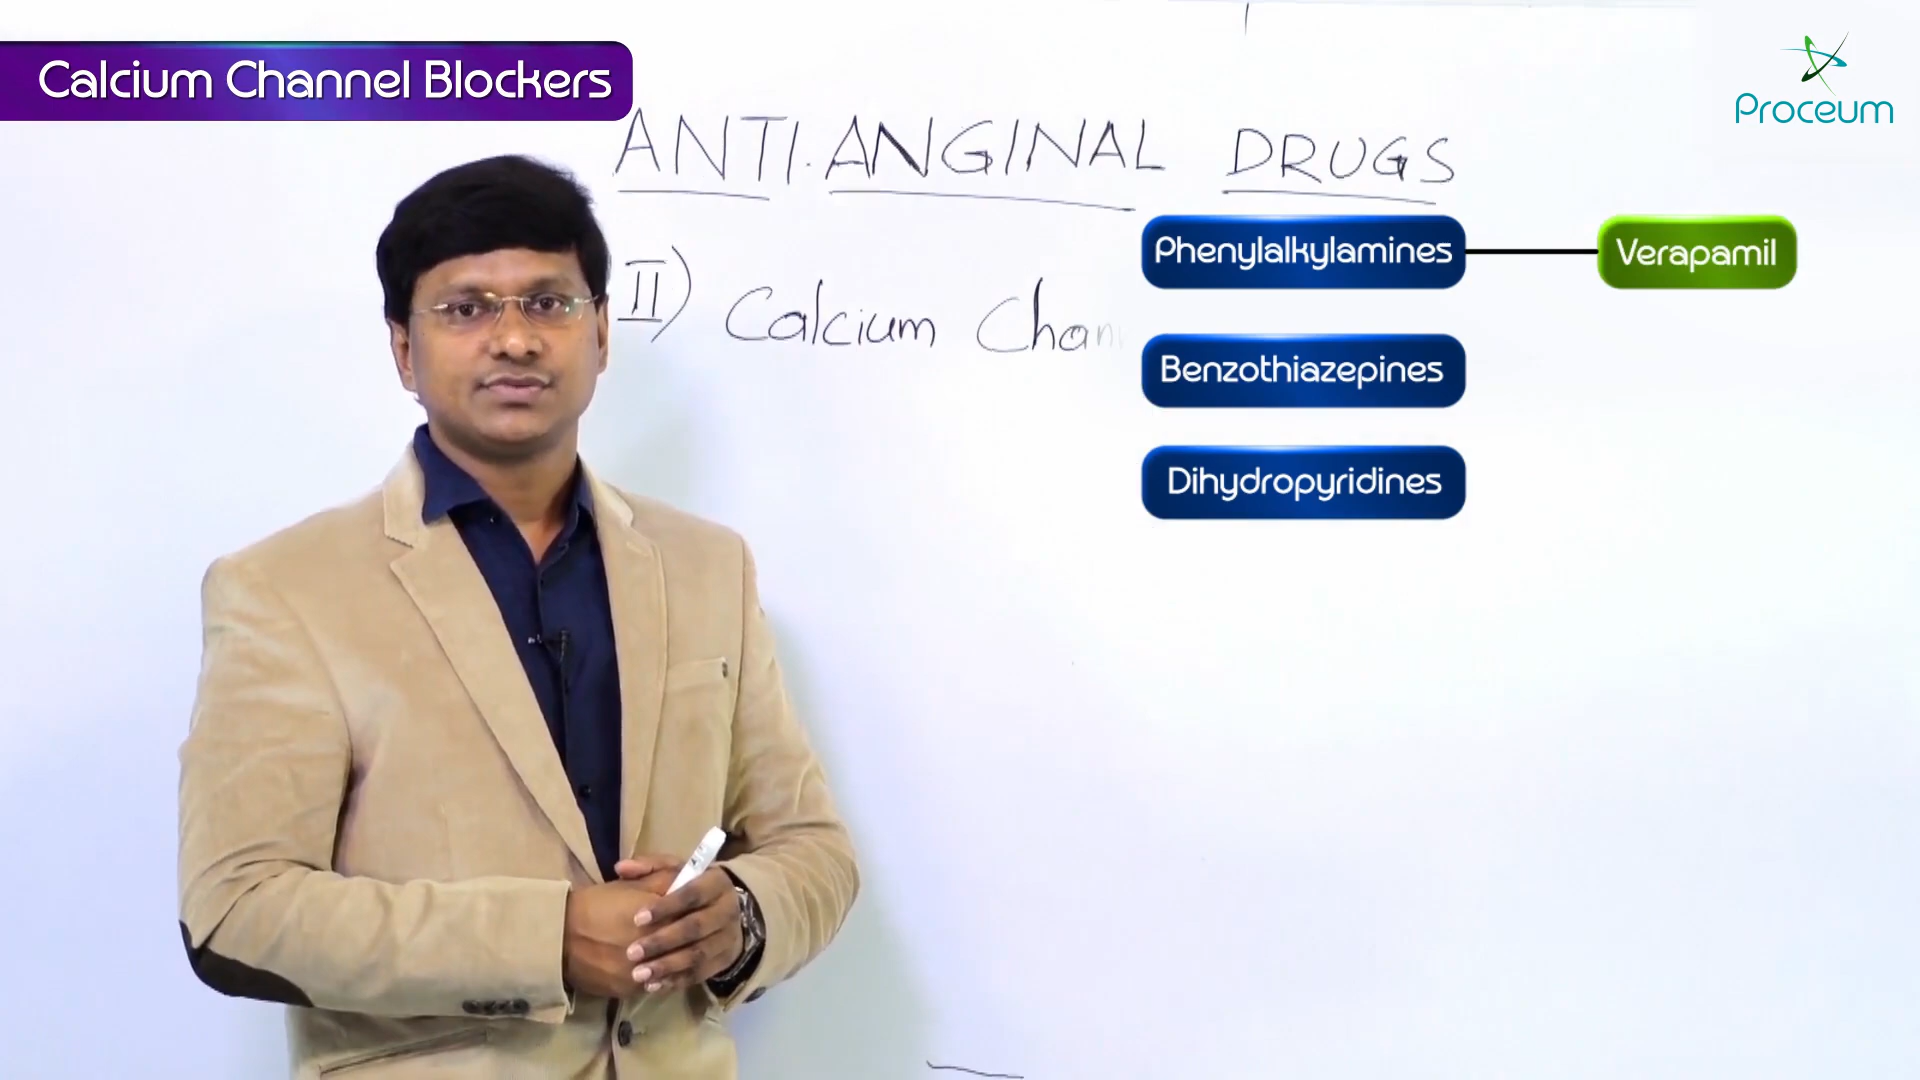 Calcium Channel Blockers
Proceum
ANTI-ANGINAL DRUGS
Phenylalkylamines
Verapamil
II) Calcium Chan
Benzothiazepines
Dihydropyridines